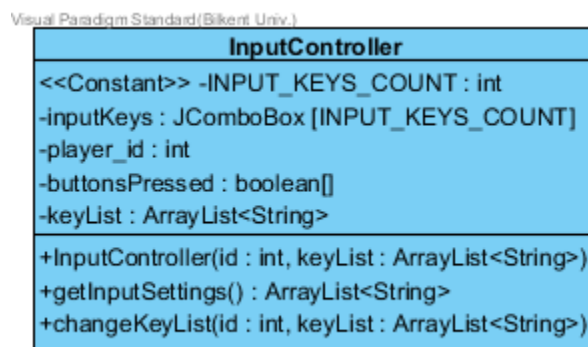 Visual Paradigm Standard(Bilkent Univ.)
InputController
<<Constant>> -INPUT_KEYS_COUNT : int
-inputKeys : JComboBox [INPUT_KEYS_COUNT]
-player_id : int
-buttonsPressed : boolean[]
-keyList : ArrayList<String>
+InputController(id : int, keyList : ArrayList<String>)
+getInputSettings() : ArrayList<String>
+changeKeyList(id : int, keyList : ArrayList<String>)